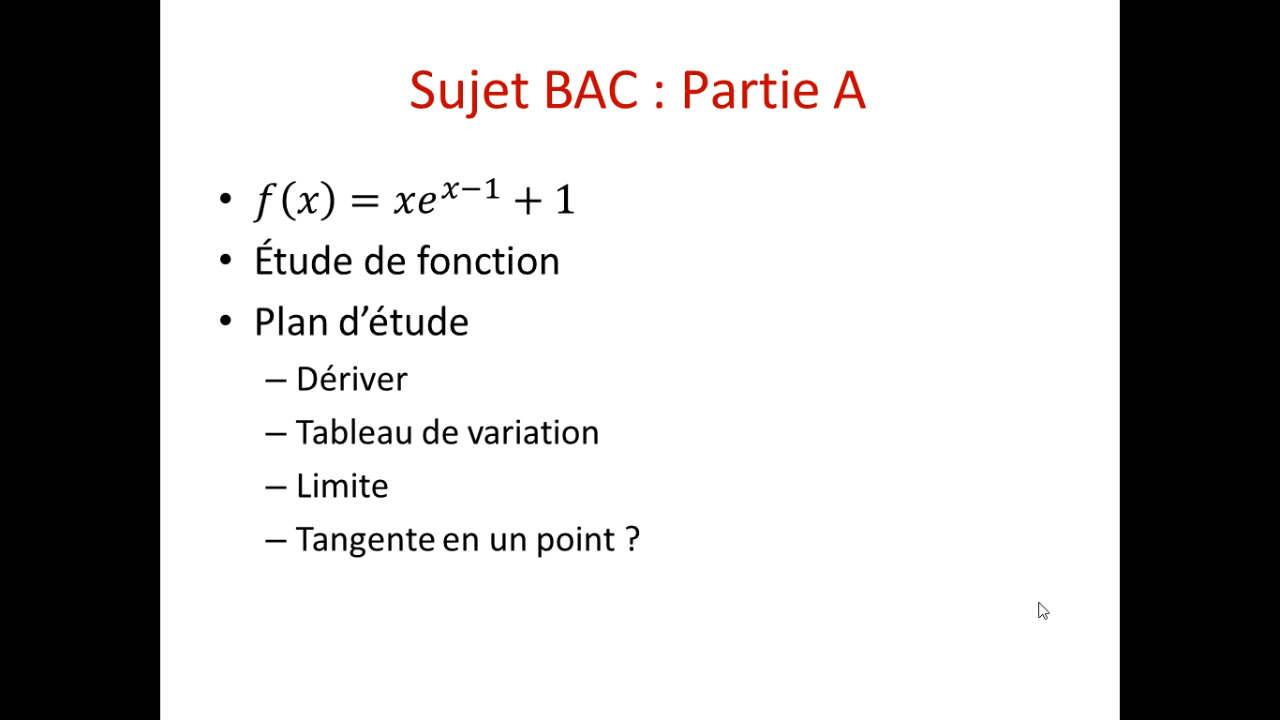 Sujet BAC : Partie A
• f(x) = xe^{x−1} + 1
• Étude de fonction
• Plan d’étude
– Dériver
– Tableau de variation
– Limite
– Tangente en un point ?